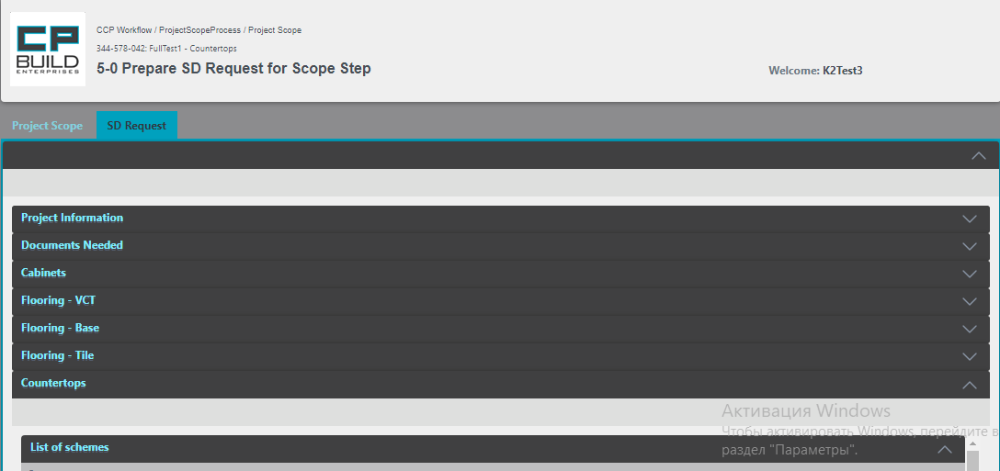 CP
BUILD
ENTERPRISES
CCP Workflow / ProjectScopeProcess / Project Scope
344-578-042: FullTest1 - Countertops
5-0 Prepare SD Request for Scope Step
Welcome: K2Test3
Project Scope
SD Request
Project Information
Documents Needed
Cabinets
Flooring - VCT
Flooring - Base
Flooring - Tile
Countertops
Активация Windows
Чтобы активировать Windows, перейдите в
раздел "Параметры".
List of schemes